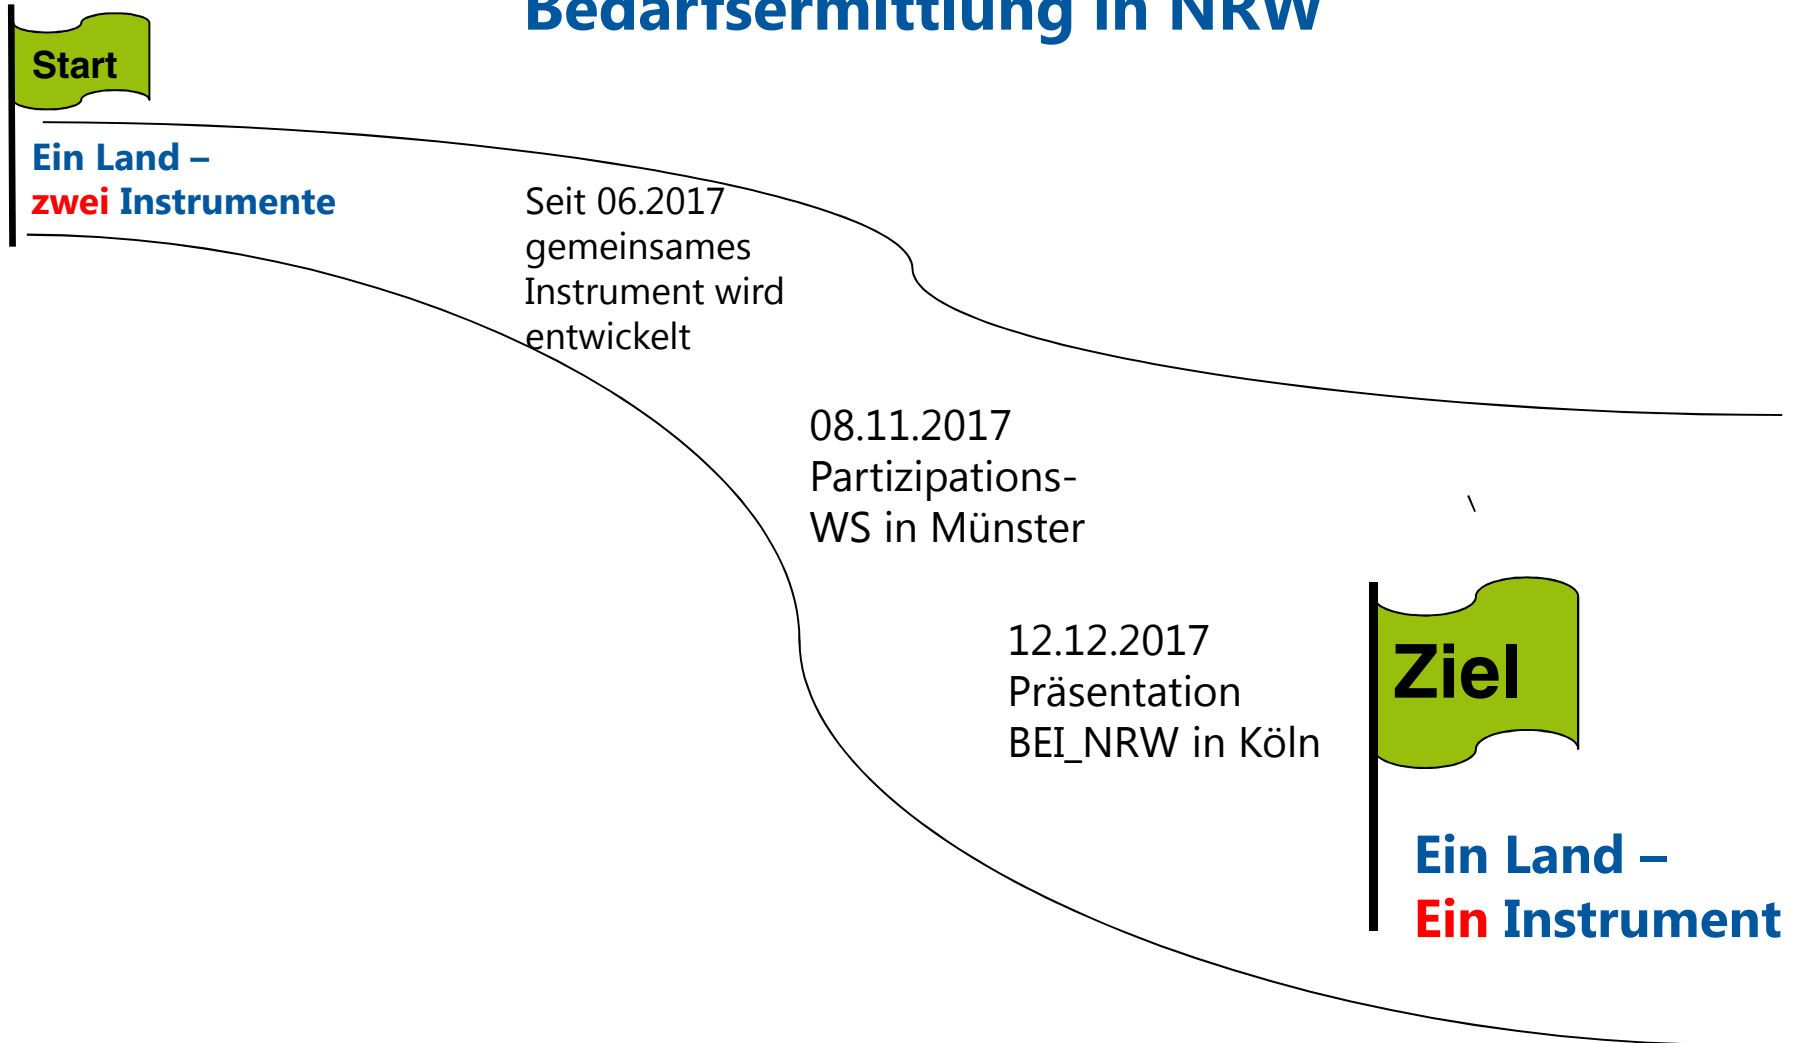 Bedarfsermittlung in NRW
Start
Ein Land –
zwei Instrumente
Seit 06.2017
gemeinsames
Instrument wird
entwickelt
08.11.2017
Partizipations-
WS in Münster
12.12.2017
Präsentation
BEI_NRW in Köln
Ziel
Ein Land –
Ein Instrument